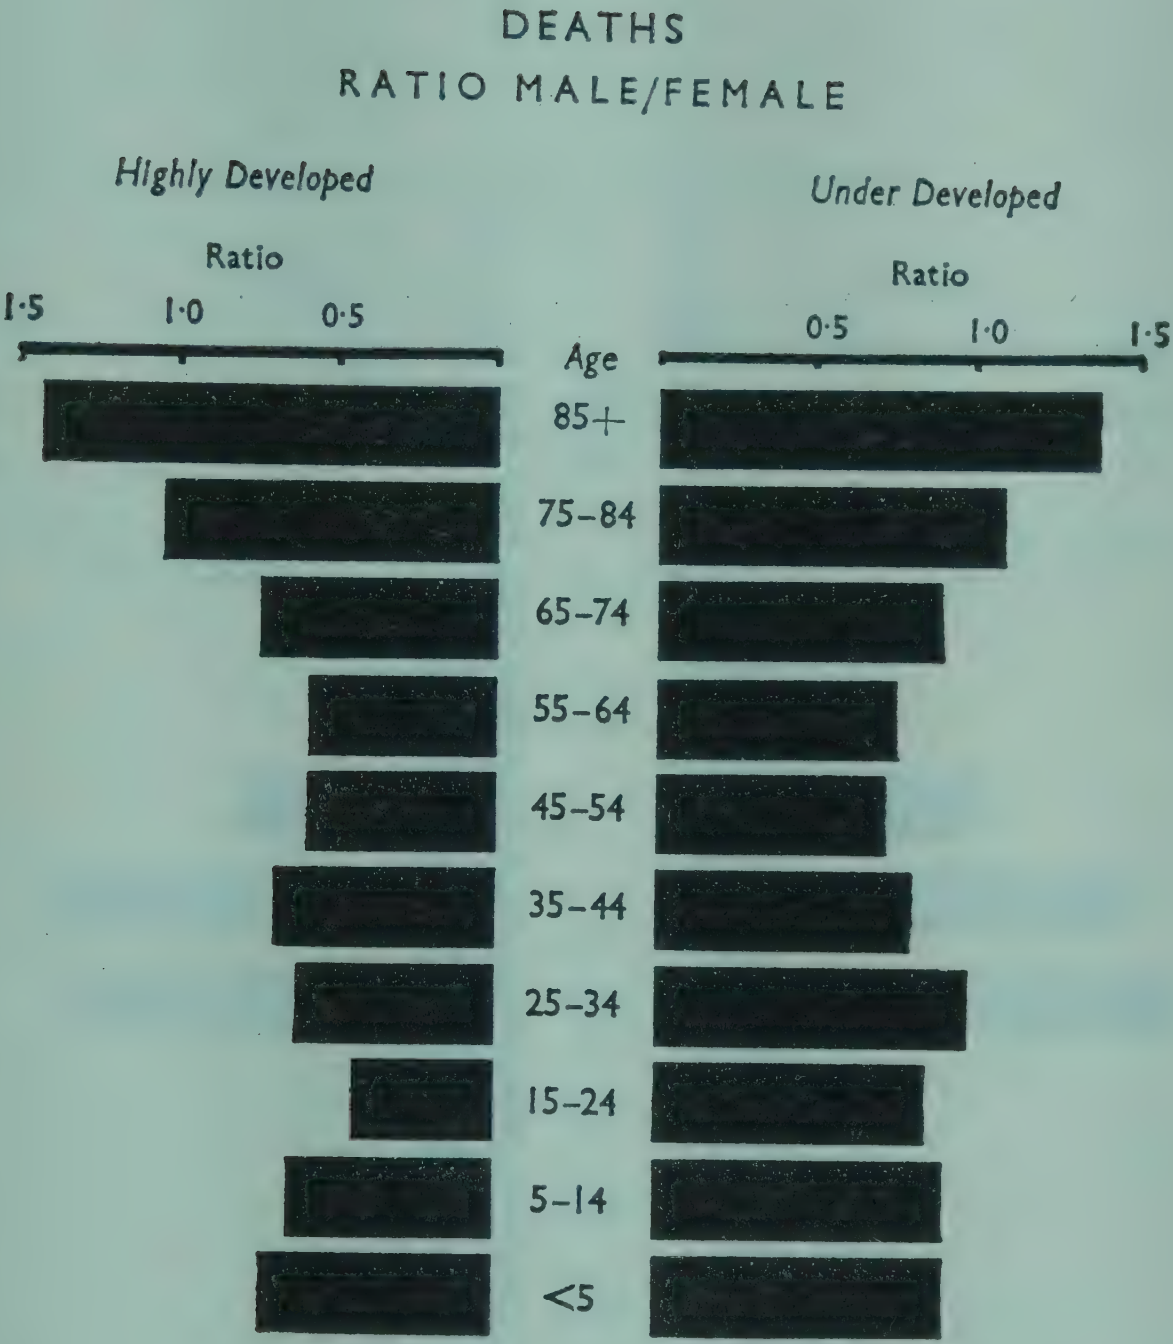 DEATHS
RATIO MALE/FEMALE
Highly Developed
Under Developed
Ratio
Ratio
1·5 1·0 0·5
0·5 1·0 1·5
Age
85+
75–84
65–74
55–64
45–54
35–44
25–34
15–24
5–14
<5